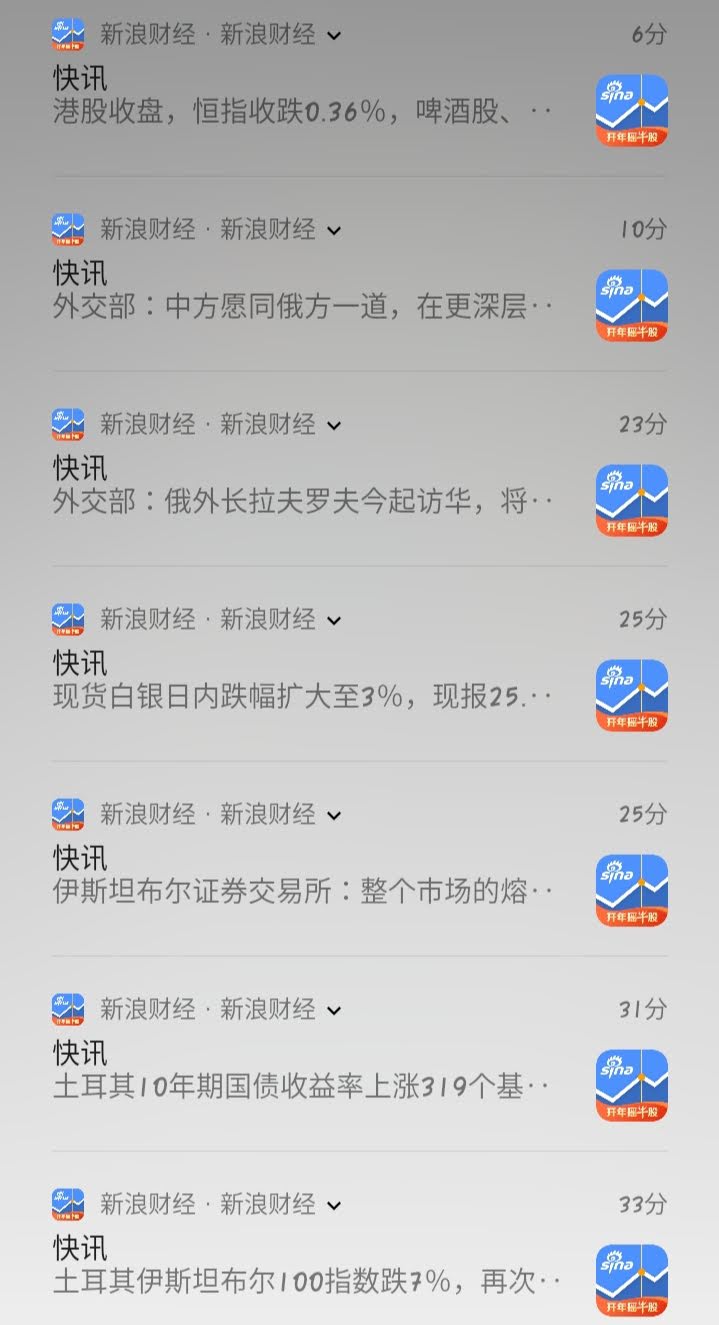 新浪财经 · 新浪财经 6分
快讯
港股收盘，恒指收跌0.36%，啤酒股、··
sina
开年摇牛股
新浪财经 · 新浪财经 10分
快讯
外交部：中方愿同俄方一道，在更深层··
sina
开年摇牛股
新浪财经 · 新浪财经 23分
快讯
外交部：俄外长拉夫罗夫今起访华，将··
sina
开年摇牛股
新浪财经 · 新浪财经 25分
快讯
现货白银日内跌幅扩大至3%，现报25.··
sina
开年摇牛股
新浪财经 · 新浪财经 25分
快讯
伊斯坦布尔证券交易所：整个市场的熔··
sina
开年摇牛股
新浪财经 · 新浪财经 31分
快讯
土耳其10年期国债收益率上涨319个基··
sina
开年摇牛股
新浪财经 · 新浪财经 33分
快讯
土耳其伊斯坦布尔100指数跌7%，再次··
sina
开年摇牛股